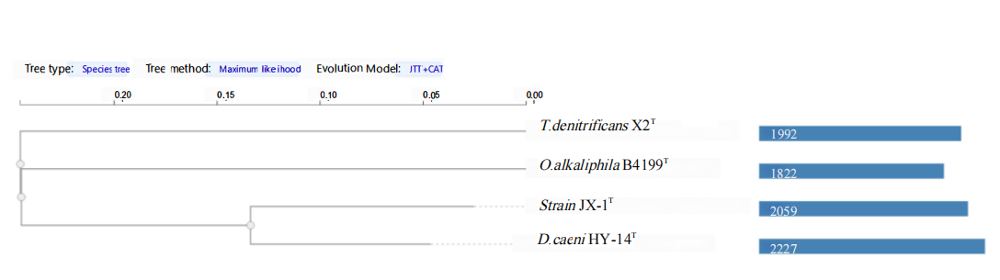 Tree type: Species tree Tree method: Maximum likelihood Evolution Model: JTT+CAT
0.20 0.15 0.10 0.05 0.00
T.denitrificans X2ᵀ 1992
O.alkaliphila B4199ᵀ 1822
Strain JX-1ᵀ 2059
D.caeni HY-14ᵀ 2227